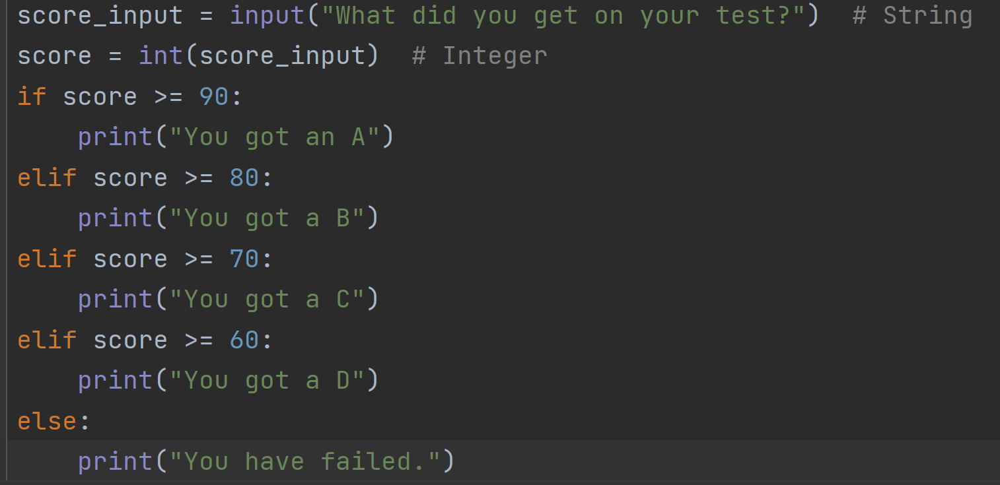 score_input = input("What did you get on your test?")  # String
score = int(score_input)  # Integer
if score >= 90:
    print("You got an A")
elif score >= 80:
    print("You got a B")
elif score >= 70:
    print("You got a C")
elif score >= 60:
    print("You got a D")
else:
    print("You have failed.")